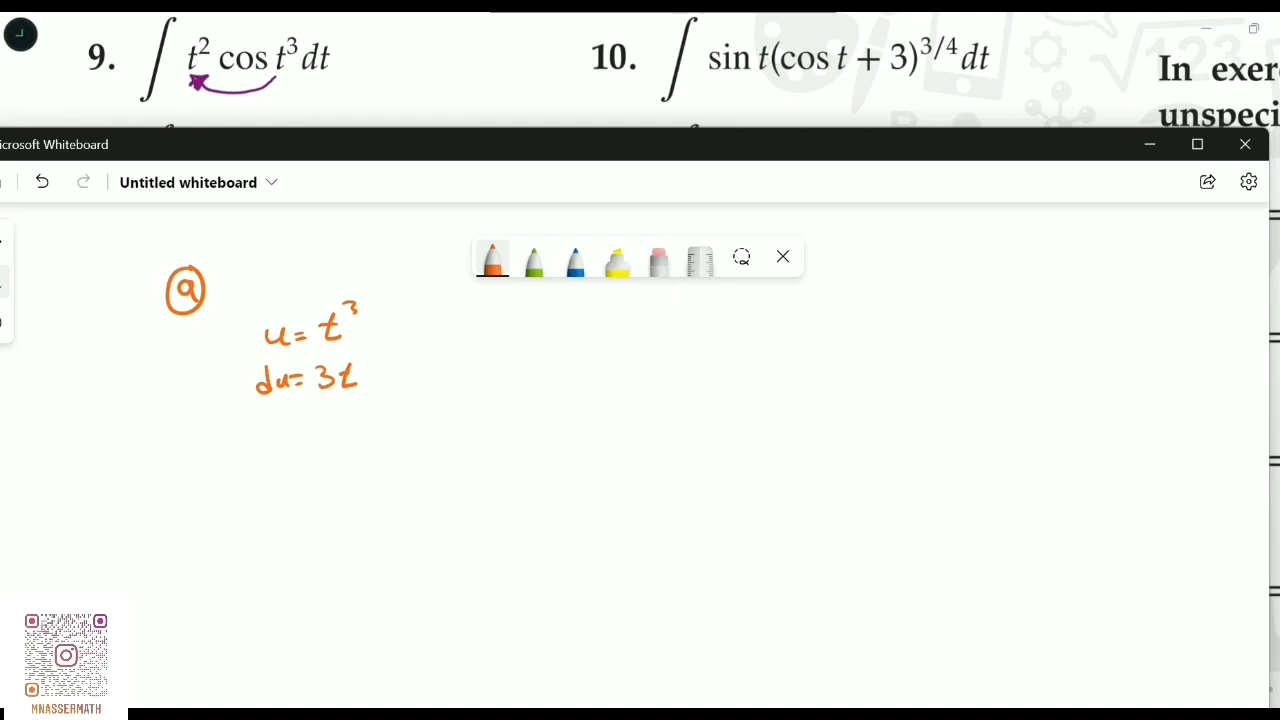 9. ∫ t² cos t³ dt
10. ∫ sin t(cos t + 3)^{3/4} dt
In exer
unspeci
icrosoft Whiteboard
Untitled whiteboard
9
u = t³
du = 3t
MNASSERMATH